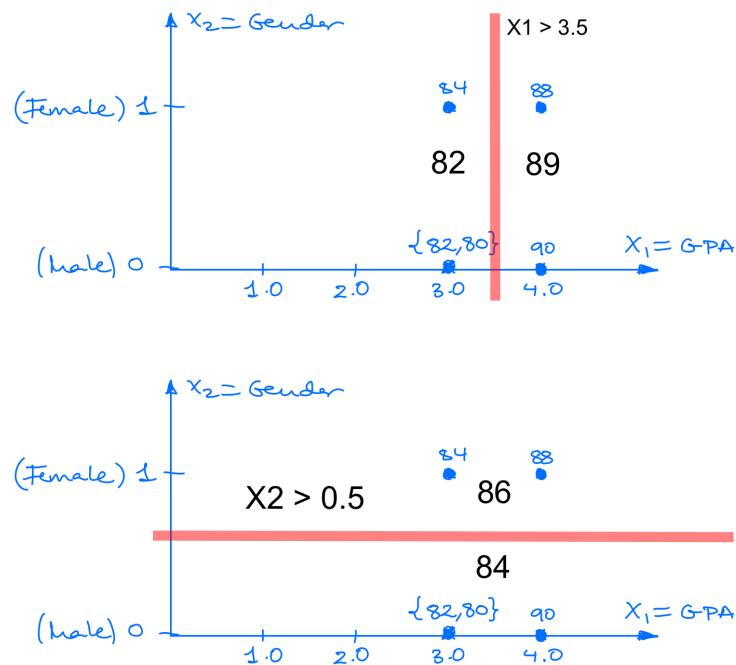 X₂ = Gender
X1 > 3.5
84 88
(Female) 1
82 89
{82,80} 90 X₁ = GPA
(Male) 0
1.0 2.0 3.0 4.0
X₂ = Gender
84 88
(Female) 1
X2 > 0.5 86
84
{82,80} 90 X₁ = GPA
(Male) 0
1.0 2.0 3.0 4.0